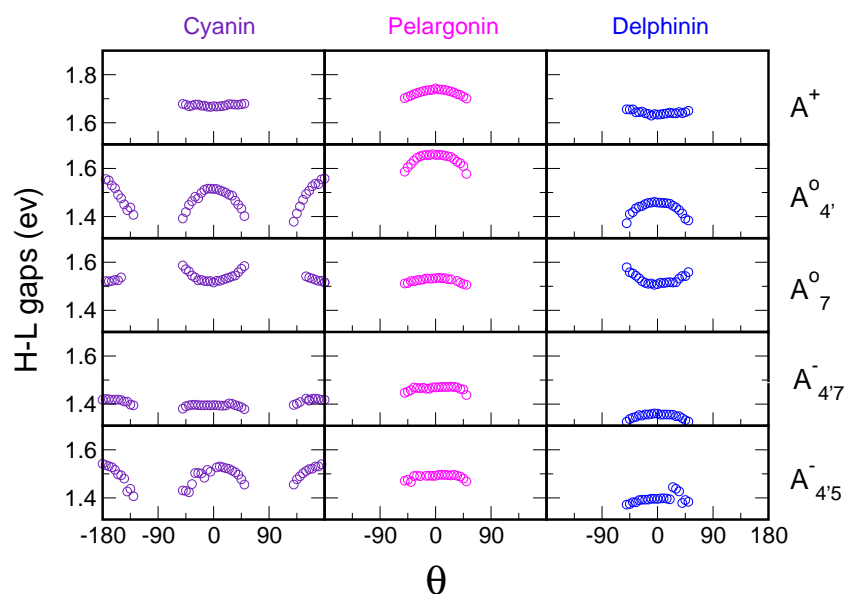 Cyanin Pelargonin Delphinin
1.8
1.6
A⁺
1.6
1.4
A⁰₄'
H-L gaps (ev)
1.6
1.4
A⁰₇
1.6
1.4
A⁻₄'₇
1.6
1.4
A⁻₄'₅
-180 -90 0 90 -90 0 90 -90 0 90 180
θ